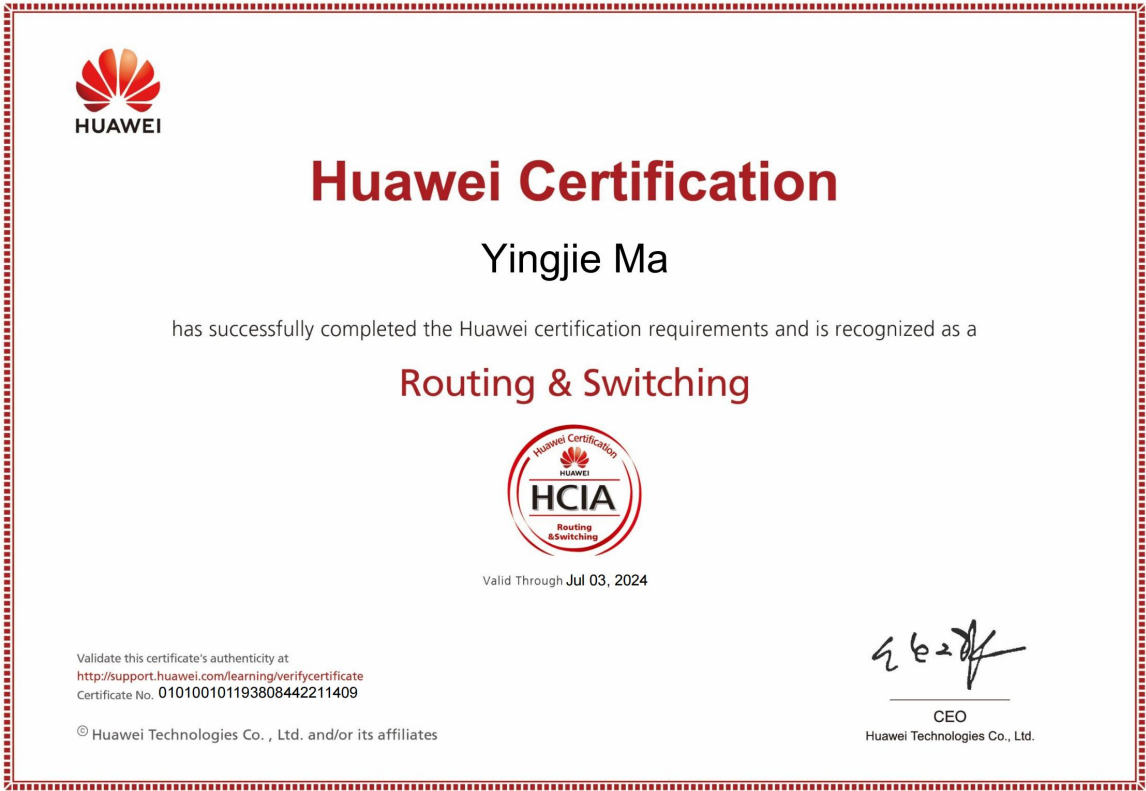 HUAWEI
Huawei Certification
Yingjie Ma
has successfully completed the Huawei certification requirements and is recognized as a
Routing & Switching
Huawei Certification
HUAWEI
HCIA
Routing
&Switching
Valid Through Jul 03, 2024
Validate this certificate's authenticity at
http://support.huawei.com/learning/verifycertificate
Certificate No. 010100101193808442211409
© Huawei Technologies Co. , Ltd. and/or its affiliates
CEO
Huawei Technologies Co., Ltd.